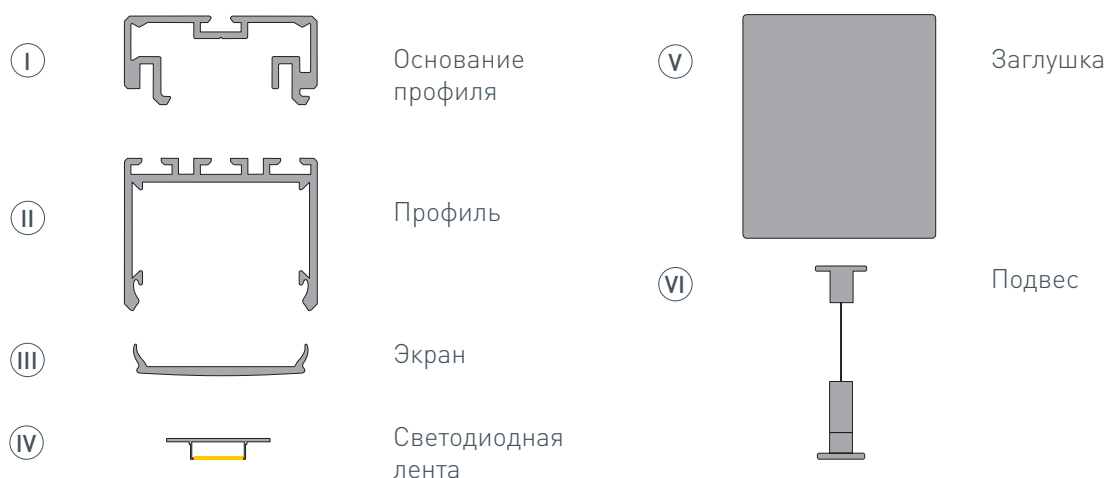 I
Основание
профиля
II
Профиль
III
Экран
IV
Светодиодная
лента
V
Заглушка
VI
Подвес